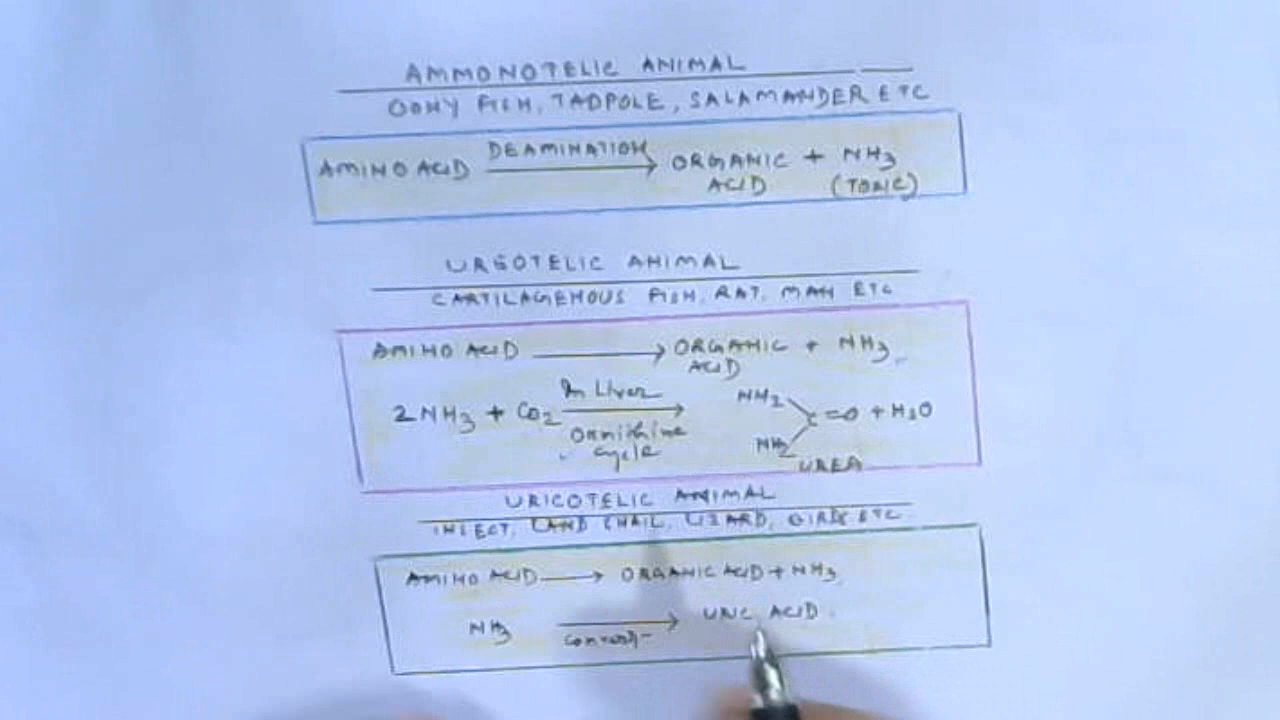 AMMONOTELIC ANIMAL
BONY FISH, TADPOLE, SALAMANDER ETC
AMINO ACID DEAMINATION → ORGANIC ACID + NH3 (TOXIC)
UREOTELIC ANIMAL
CARTILAGENOUS FISH, RAT, MAN ETC
AMINO ACID → ORGANIC ACID + NH3
2NH3 + CO2 In Liver → Ornithine cycle NH2 NH2 C=O + H2O
UREA
URICOTELIC ANIMAL
INSECT, LAND SNAIL, LIZARD, BIRDS ETC
AMINO ACID → ORGANIC ACID + NH3
NH3 → URIC ACID